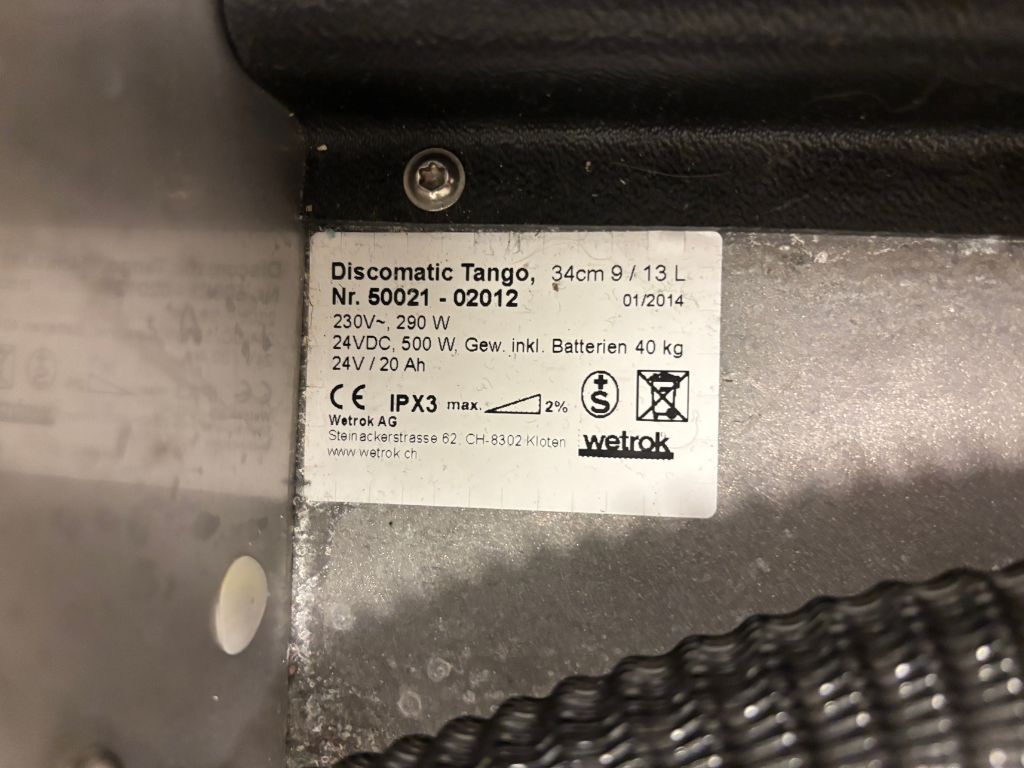 Discomatic Tango, 34cm 9 / 13 L
Nr. 50021 - 02012 01/2014
230V~, 290 W
24VDC, 500 W, Gew. inkl. Batterien 40 kg
24V / 20 Ah
CE IPX3 max. 2% +S
Wetrok AG
Steinackerstrasse 62, CH-8302 Kloten
www.wetrok.ch
wetrok